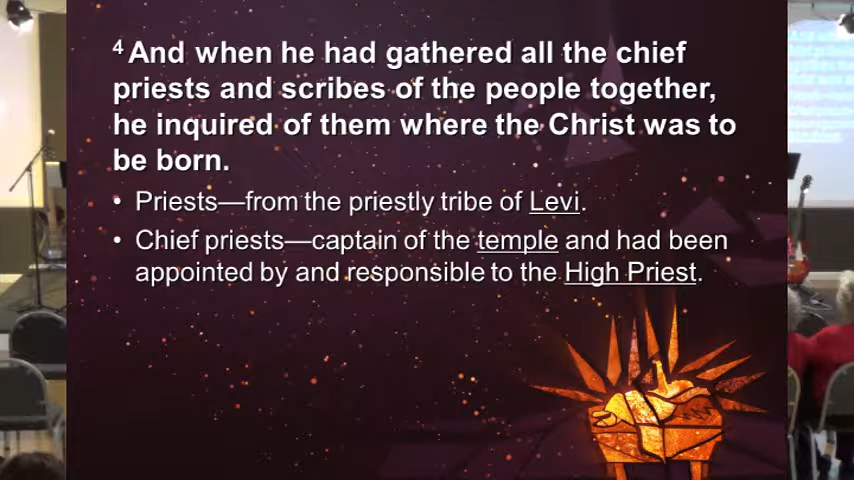 4 And when he had gathered all the chief
priests and scribes of the people together,
he inquired of them where the Christ was to
be born.
• Priests—from the priestly tribe of Levi.
• Chief priests—captain of the temple and had been
appointed by and responsible to the High Priest.